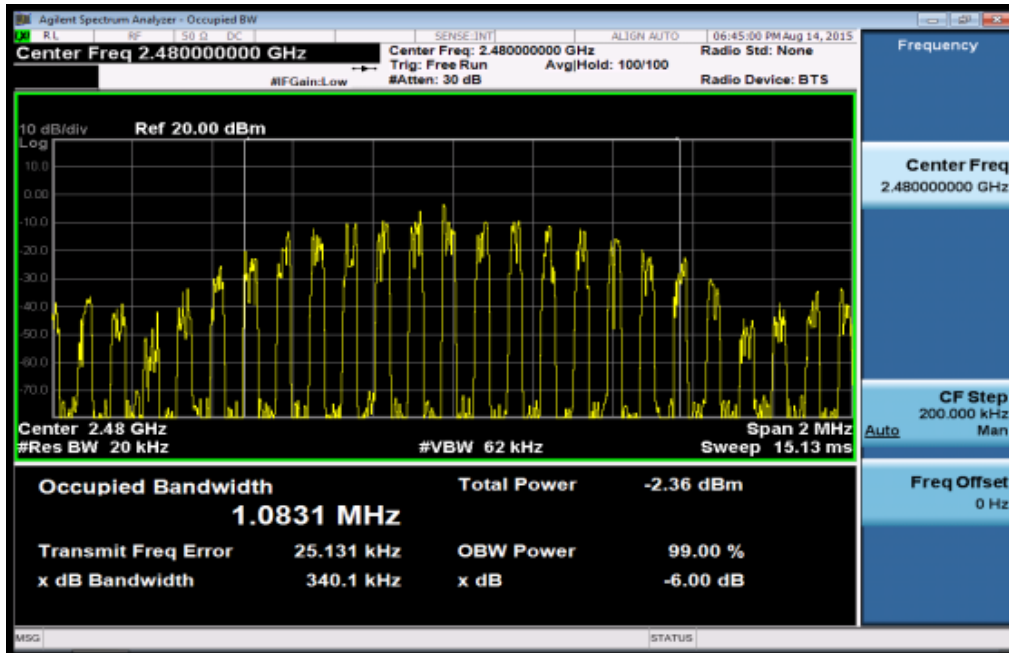 Agilent Spectrum Analyzer - Occupied BW
RL RF 50 Ω DC SENSE:INT ALIGN AUTO 06:45:00 PM Aug 14, 2015
Center Freq 2.480000000 GHz
Center Freq: 2.480000000 GHz Radio Std: None
Trig: Free Run Avg|Hold: 100/100
#IFGain:Low #Atten: 30 dB Radio Device: BTS
10 dB/div Ref 20.00 dBm
Log
10.0
0.00
-10.0
-20.0
-30.0
-40.0
-50.0
-60.0
-70.0
Center 2.48 GHz Span 2 MHz
#Res BW 20 kHz #VBW 62 kHz Sweep 15.13 ms
Occupied Bandwidth Total Power -2.36 dBm
1.0831 MHz
Transmit Freq Error 25.131 kHz OBW Power 99.00 %
x dB Bandwidth 340.1 kHz x dB -6.00 dB
MSG STATUS
Frequency
Center Freq
2.480000000 GHz
CF Step
200.000 kHz
Auto Man
Freq Offset
0 Hz